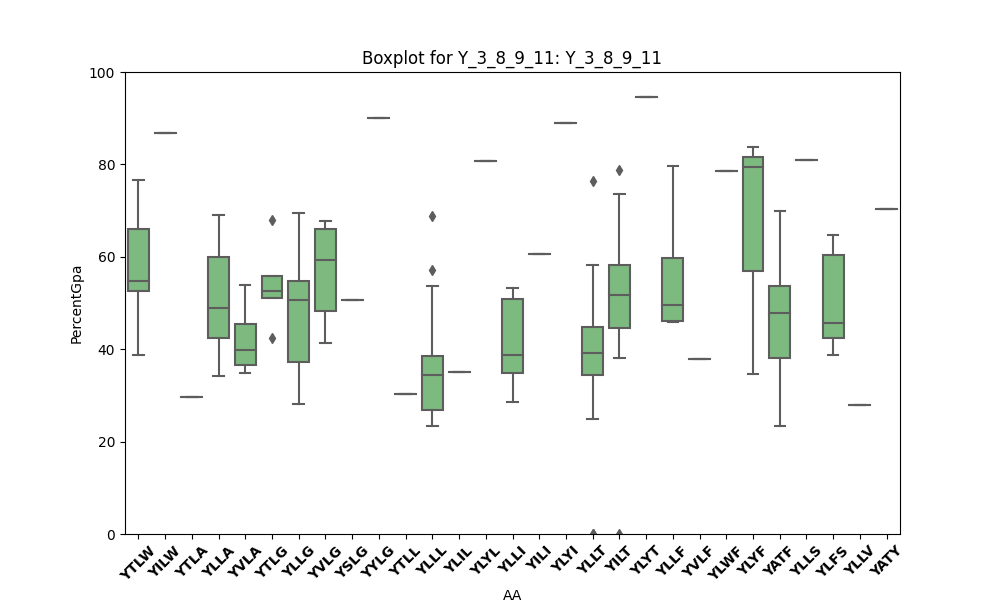 Boxplot for Y_3_8_9_11: Y_3_8_9_11
100
80
60
40
20
0
PercentGpa
YTLW YILW YTLA YLLA YVLA YTLG YLLG YVLG YSLG YYLG YTLL YLLL YLIL YLYL YLLI YILI YLYI YLLT YILT YLYT YLLF YVLF YLWF YLYF YATF YLLS YLFS YLLV YATY
AA